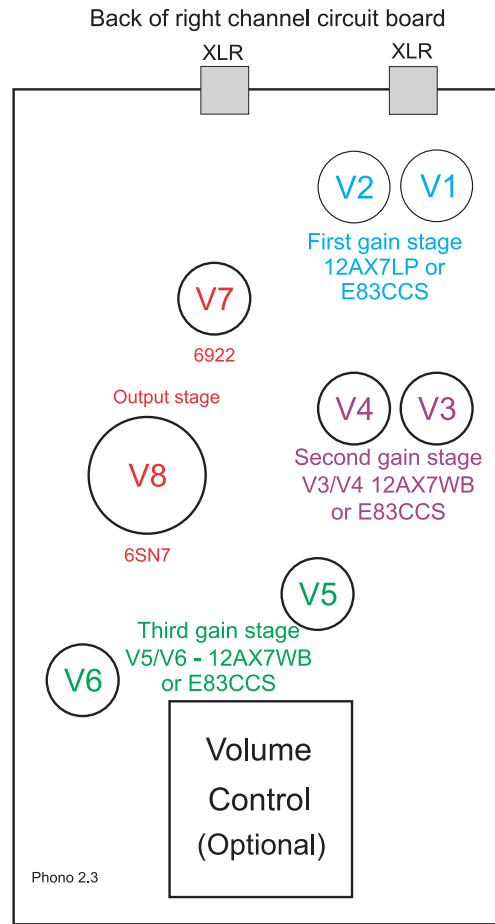 Back of right channel circuit board
XLR
XLR
V2
V1
First gain stage
12AX7LP or
E83CCS
V7
6922
Output stage
V8
6SN7
V4
V3
Second gain stage
V3/V4 12AX7WB
or E83CCS
V5
Third gain stage
V5/V6 - 12AX7WB
or E83CCS
V6
Volume
Control
(Optional)
Phono 2.3